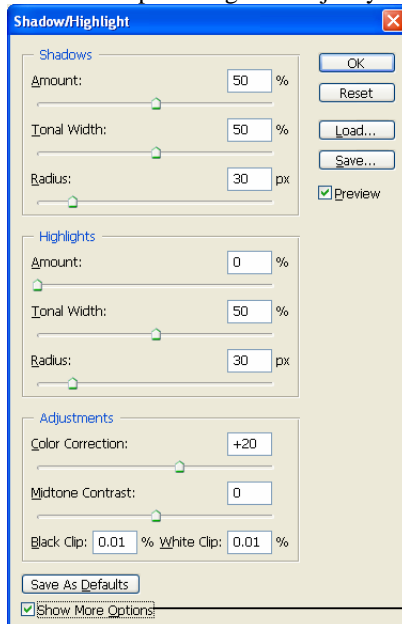 Shadow/Highlight
Shadows
Amount: 50 %
Tonal Width: 50 %
Radius: 30 px
Highlights
Amount: 0 %
Tonal Width: 50 %
Radius: 30 px
Adjustments
Color Correction: +20
Midtone Contrast: 0
Black Clip: 0.01 % White Clip: 0.01 %
Save As Defaults
Show More Options
OK
Reset
Load...
Save...
Preview